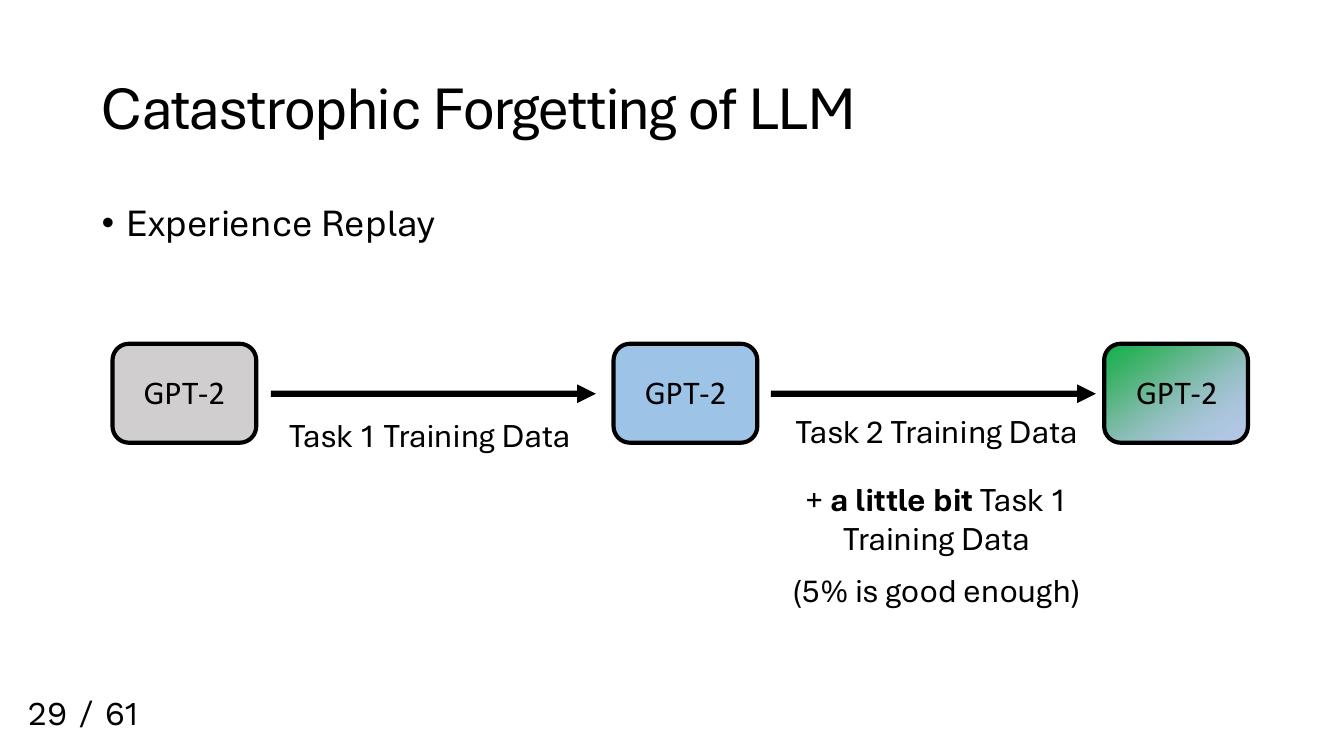 Catastrophic Forgetting of LLM
• Experience Replay
GPT-2
GPT-2
GPT-2
Task 1 Training Data
Task 2 Training Data
+ a little bit Task 1
Training Data
(5% is good enough)
29 / 61